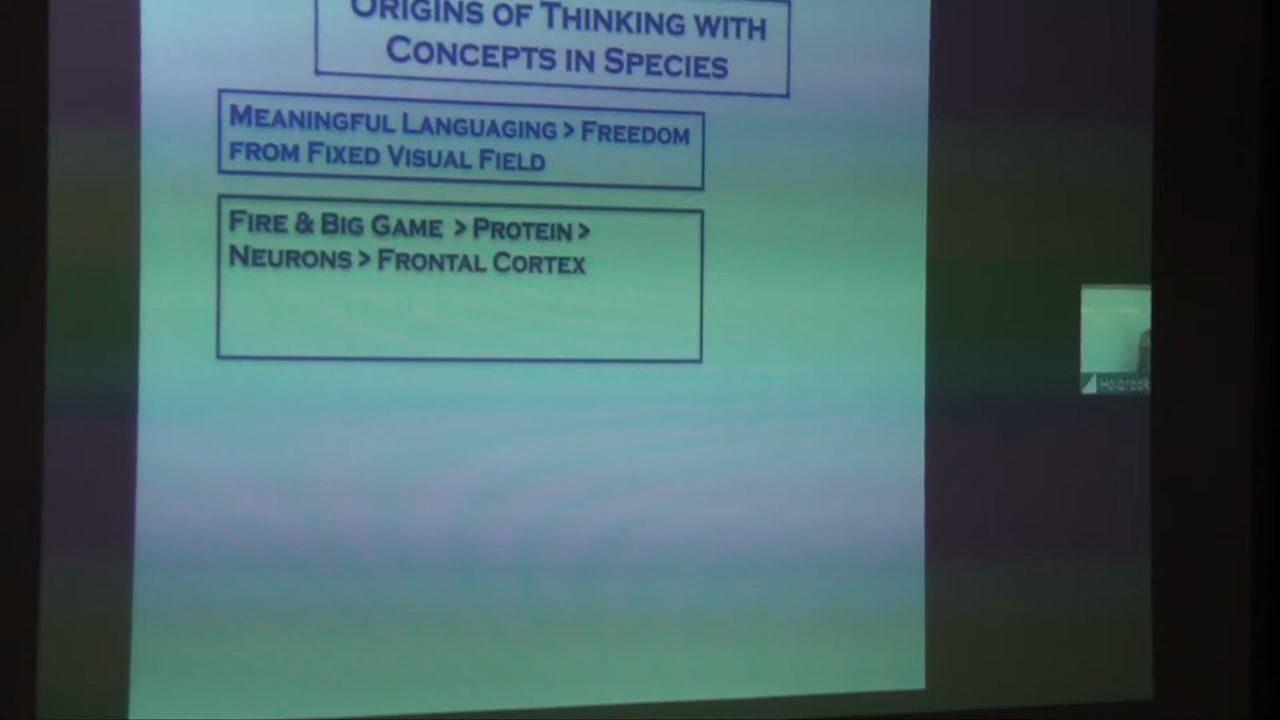 ORIGINS OF THINKING WITH
CONCEPTS IN SPECIES
MEANINGFUL LANGUAGING > FREEDOM
FROM FIXED VISUAL FIELD
FIRE & BIG GAME > PROTEIN >
NEURONS > FRONTAL CORTEX
Holbrook